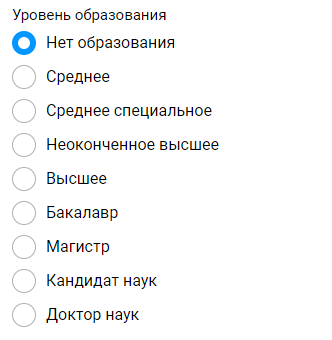 Уровень образования
Нет образования
Среднее
Среднее специальное
Неоконченное высшее
Высшее
Бакалавр
Магистр
Кандидат наук
Доктор наук